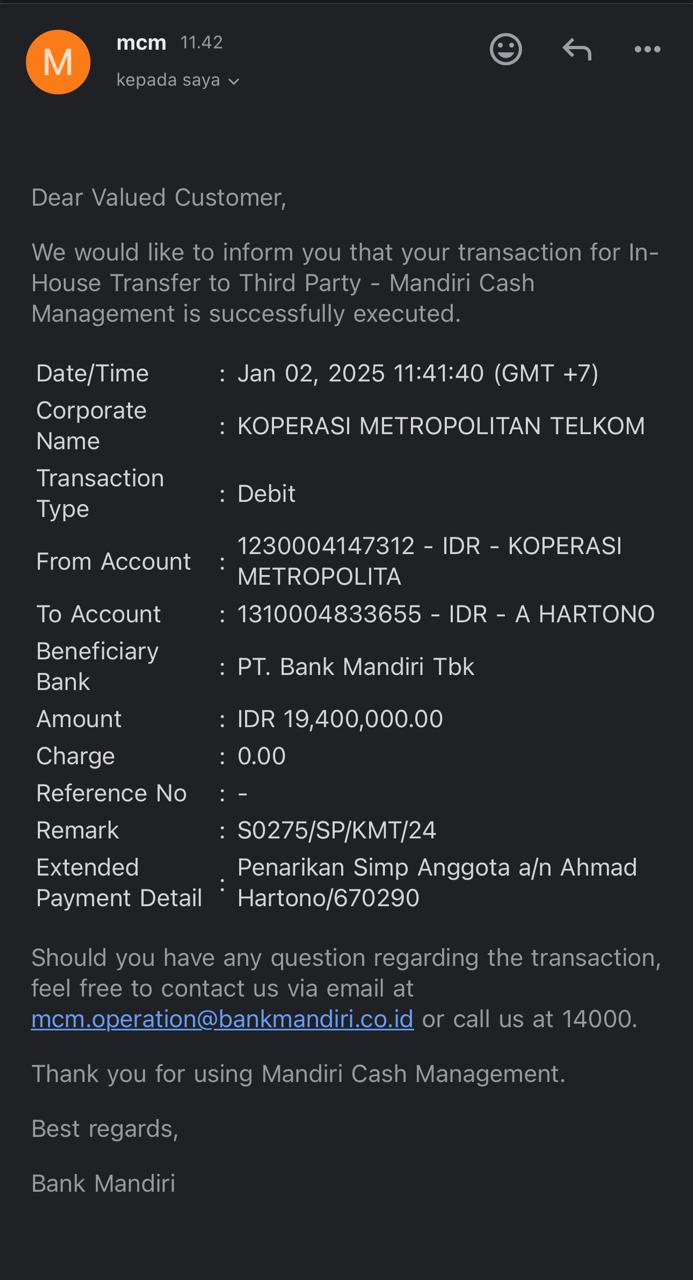 M
mcm 11.42
kepada saya
Dear Valued Customer,
We would like to inform you that your transaction for In-
House Transfer to Third Party - Mandiri Cash
Management is successfully executed.
Date/Time : Jan 02, 2025 11:41:40 (GMT +7)
Corporate
Name : KOPERASI METROPOLITAN TELKOM
Transaction
Type : Debit
From Account : 1230004147312 - IDR - KOPERASI
METROPOLITA
To Account : 1310004833655 - IDR - A HARTONO
Beneficiary
Bank : PT. Bank Mandiri Tbk
Amount : IDR 19,400,000.00
Charge : 0.00
Reference No : -
Remark : S0275/SP/KMT/24
Extended Penarikan Simp Anggota a/n Ahmad
Payment Detail : Hartono/670290
Should you have any question regarding the transaction,
feel free to contact us via email at
mcm.operation@bankmandiri.co.id or call us at 14000.
Thank you for using Mandiri Cash Management.
Best regards,
Bank Mandiri